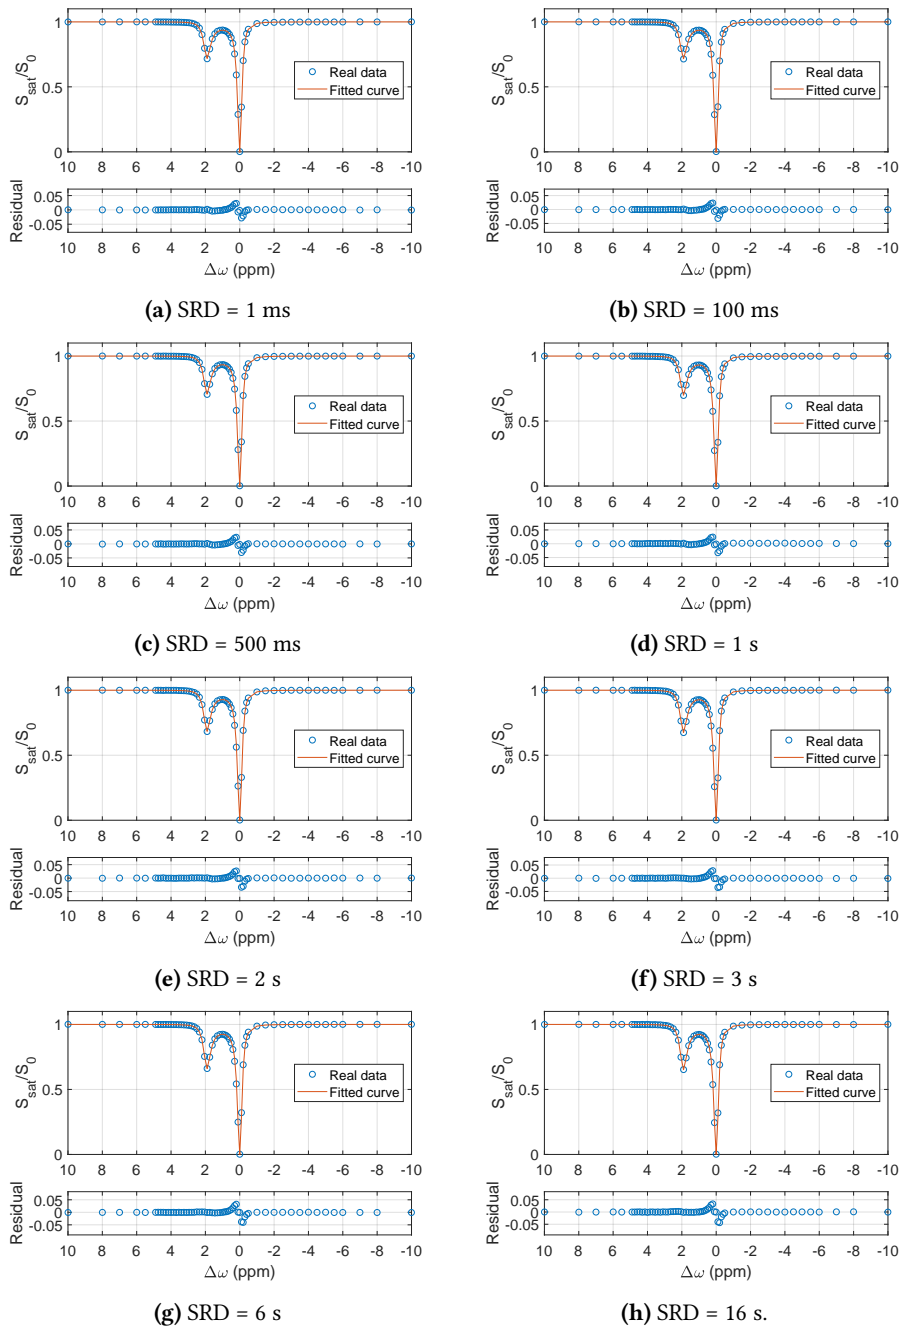 1
0.5
0
S_sat/S_0
Real data
Fitted curve
10 8 6 4 2 0 -2 -4 -6 -8 -10
0.05
0
-0.05
Residual
10 8 6 4 2 0 -2 -4 -6 -8 -10
Δω (ppm)
(a) SRD = 1 ms
1
0.5
0
S_sat/S_0
Real data
Fitted curve
10 8 6 4 2 0 -2 -4 -6 -8 -10
0.05
0
-0.05
Residual
10 8 6 4 2 0 -2 -4 -6 -8 -10
Δω (ppm)
(b) SRD = 100 ms
1
0.5
0
S_sat/S_0
Real data
Fitted curve
10 8 6 4 2 0 -2 -4 -6 -8 -10
0.05
0
-0.05
Residual
10 8 6 4 2 0 -2 -4 -6 -8 -10
Δω (ppm)
(c) SRD = 500 ms
1
0.5
0
S_sat/S_0
Real data
Fitted curve
10 8 6 4 2 0 -2 -4 -6 -8 -10
0.05
0
-0.05
Residual
10 8 6 4 2 0 -2 -4 -6 -8 -10
Δω (ppm)
(d) SRD = 1 s
1
0.5
0
S_sat/S_0
Real data
Fitted curve
10 8 6 4 2 0 -2 -4 -6 -8 -10
0.05
0
-0.05
Residual
10 8 6 4 2 0 -2 -4 -6 -8 -10
Δω (ppm)
(e) SRD = 2 s
1
0.5
0
S_sat/S_0
Real data
Fitted curve
10 8 6 4 2 0 -2 -4 -6 -8 -10
0.05
0
-0.05
Residual
10 8 6 4 2 0 -2 -4 -6 -8 -10
Δω (ppm)
(f) SRD = 3 s
1
0.5
0
S_sat/S_0
Real data
Fitted curve
10 8 6 4 2 0 -2 -4 -6 -8 -10
0.05
0
-0.05
Residual
10 8 6 4 2 0 -2 -4 -6 -8 -10
Δω (ppm)
(g) SRD = 6 s
1
0.5
0
S_sat/S_0
Real data
Fitted curve
10 8 6 4 2 0 -2 -4 -6 -8 -10
0.05
0
-0.05
Residual
10 8 6 4 2 0 -2 -4 -6 -8 -10
Δω (ppm)
(h) SRD = 16 s.